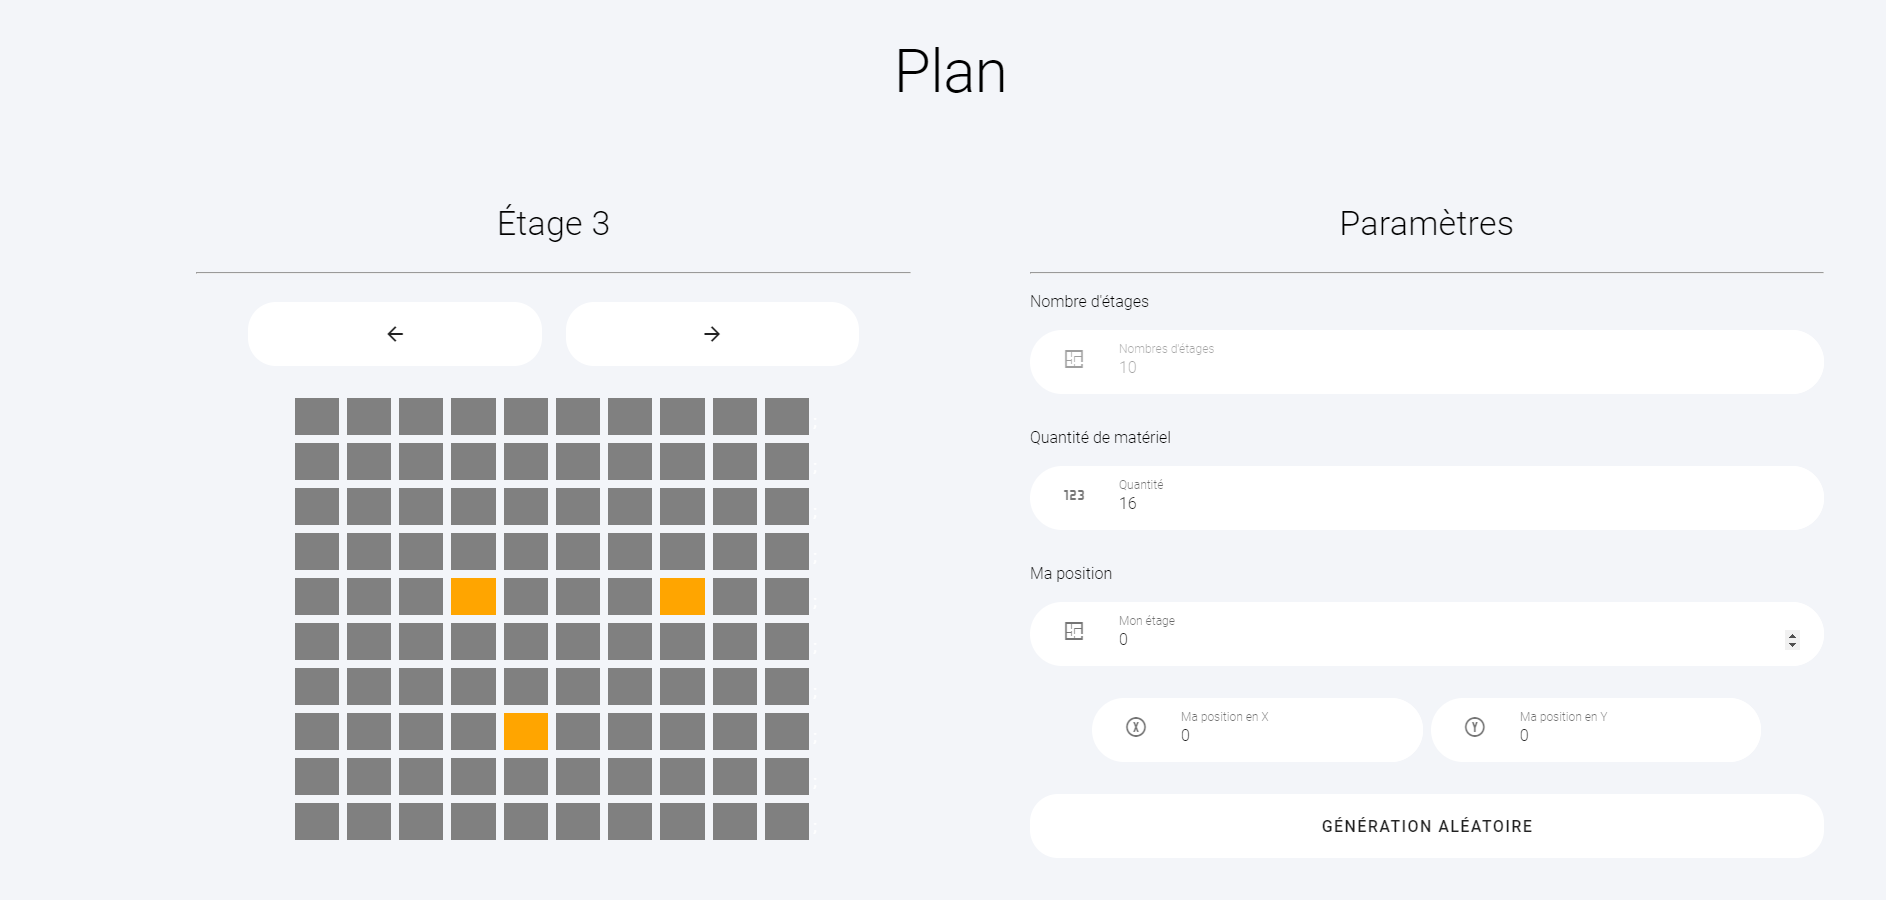 Plan
Étage 3
Paramètres
Nombre d'étages
Nombres d'étages
10
Quantité de matériel
123
Quantité
16
Ma position
Mon étage
0
X
Ma position en X
0
Y
Ma position en Y
0
GÉNÉRATION ALÉATOIRE